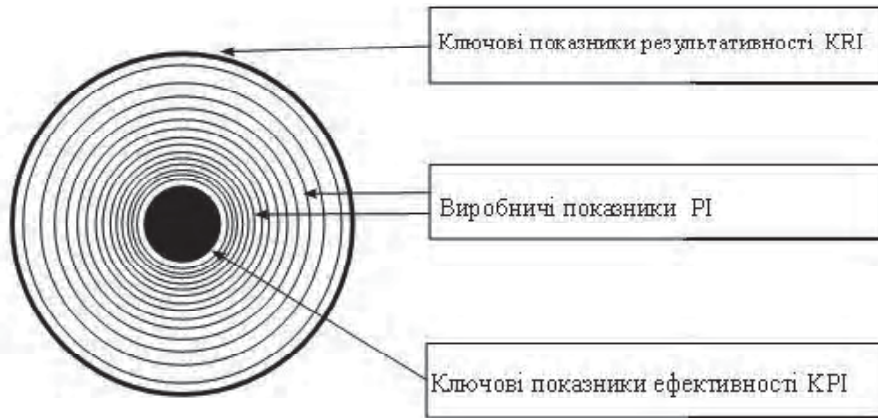 Ключові показники результативності KRI
Виробничі показники PI
Ключові показники ефективності KPI